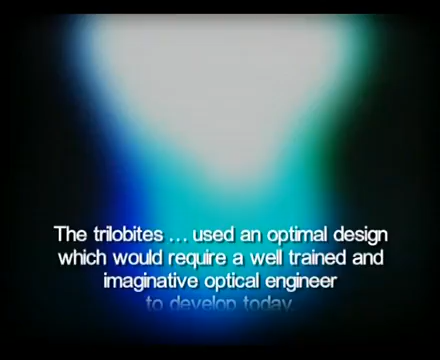 The trilobites ... used an optimal design
which would require a well trained and
imaginative optical engineer
to develop today.